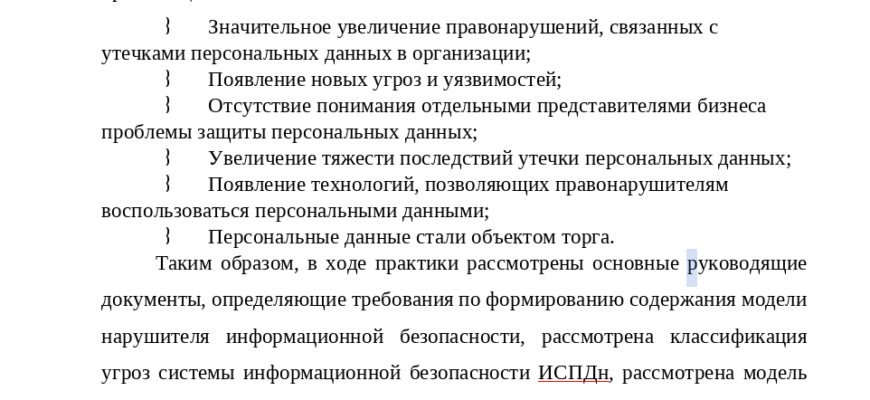 ⌇ Значительное увеличение правонарушений, связанных с
утечками персональных данных в организации;
⌇ Появление новых угроз и уязвимостей;
⌇ Отсутствие понимания отдельными представителями бизнеса
проблемы защиты персональных данных;
⌇ Увеличение тяжести последствий утечки персональных данных;
⌇ Появление технологий, позволяющих правонарушителям
воспользоваться персональными данными;
⌇ Персональные данные стали объектом торга.
Таким образом, в ходе практики рассмотрены основные руководящие
документы, определяющие требования по формированию содержания модели
нарушителя информационной безопасности, рассмотрена классификация
угроз системы информационной безопасности ИСПДн, рассмотрена модель